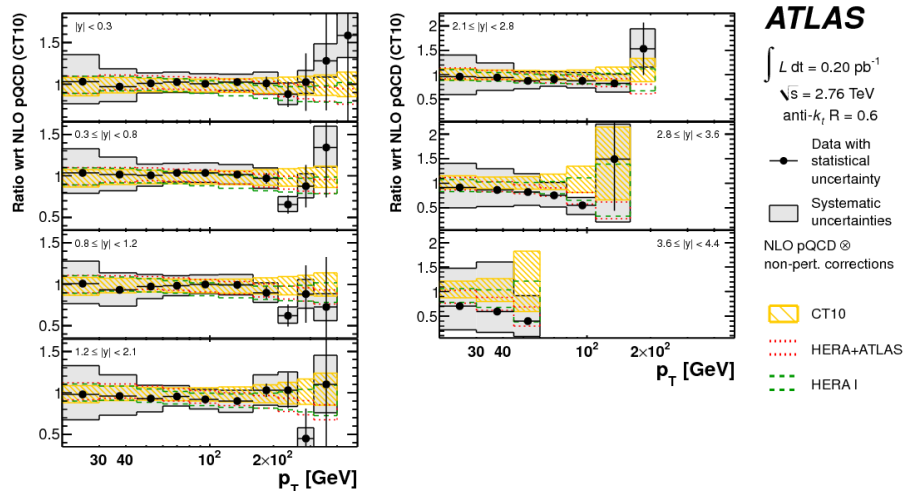 Ratio wrt NLO pQCD (CT10)
|y| < 0.3
1.5
1
0.3 ≤ |y| < 0.8
1.5
1
0.5
0.8 ≤ |y| < 1.2
1.5
1
0.5
1.2 ≤ |y| < 2.1
1.5
1
0.5
30 40 10² 2×10²
p_T [GeV]
Ratio wrt NLO pQCD (CT10)
2.1 ≤ |y| < 2.8
2
1.5
1
0.5
2.8 ≤ |y| < 3.6
2
1.5
1
0.5
3.6 ≤ |y| < 4.4
2
1.5
1
0.5
30 40 10² 2×10²
p_T [GeV]
ATLAS
∫ L dt = 0.20 pb⁻¹
√s = 2.76 TeV
anti-k_t R = 0.6
Data with
statistical
uncertainty
Systematic
uncertainties
NLO pQCD ⊗
non-pert. corrections
CT10
HERA+ATLAS
HERA I